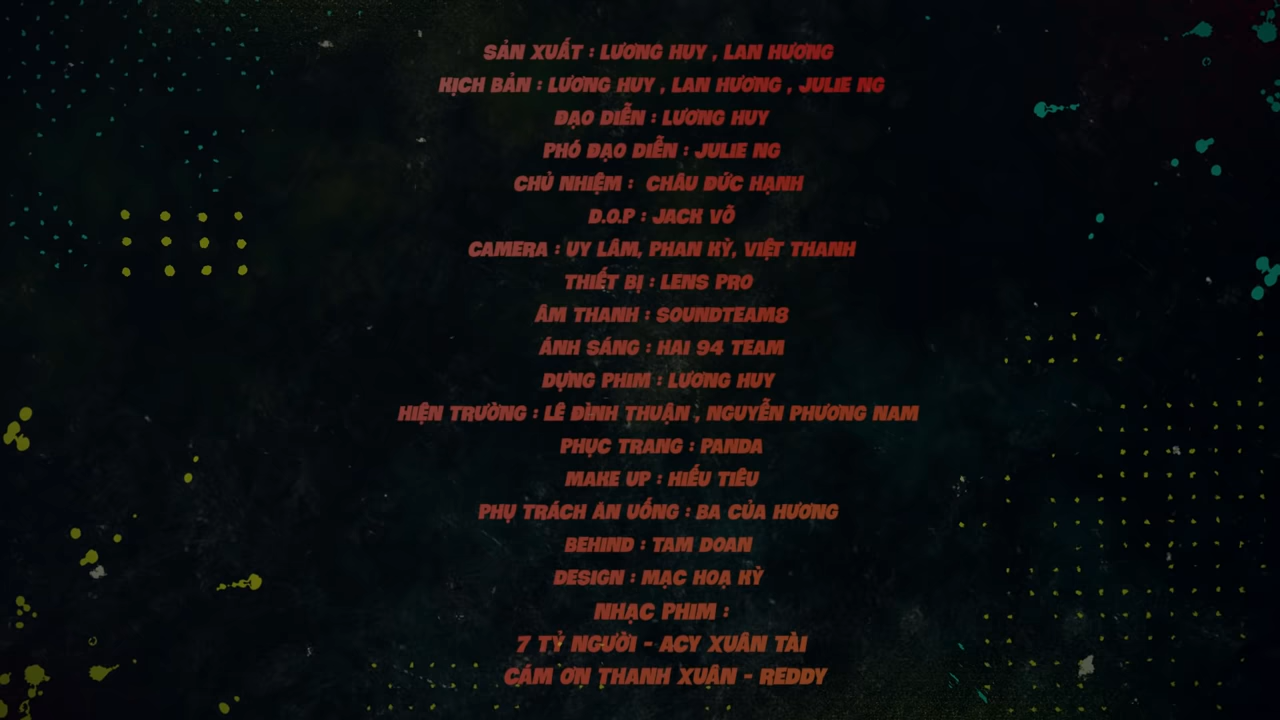 SẢN XUẤT : LƯƠNG HUY , LAN HƯƠNG
KỊCH BẢN : LƯƠNG HUY , LAN HƯƠNG , JULIE NG
ĐẠO DIỄN : LƯƠNG HUY
PHÓ ĐẠO DIỄN : JULIE NG
CHỦ NHIỆM : CHÂU ĐỨC HẠNH
D.O.P : JACK VÕ
CAMERA : UY LÂM, PHAN KỲ, VIỆT THANH
THIẾT BỊ : LENS PRO
ÂM THANH : SOUNDTEAM8
ÁNH SÁNG : HAI 94 TEAM
DỰNG PHIM : LƯƠNG HUY
HIỆN TRƯỜNG : LÊ ĐÌNH THUẬN , NGUYỄN PHƯƠNG NAM
PHỤC TRANG : PANDA
MAKE UP : HIẾU TIÊU
PHỤ TRÁCH ĂN UỐNG : BA CỦA HƯƠNG
BEHIND : TAM DOAN
DESIGN : MẠC HOẠ KỲ
NHẠC PHIM :
7 TỶ NGƯỜI - ACY XUÂN TÀI
CẢM ƠN THANH XUÂN - REDDY